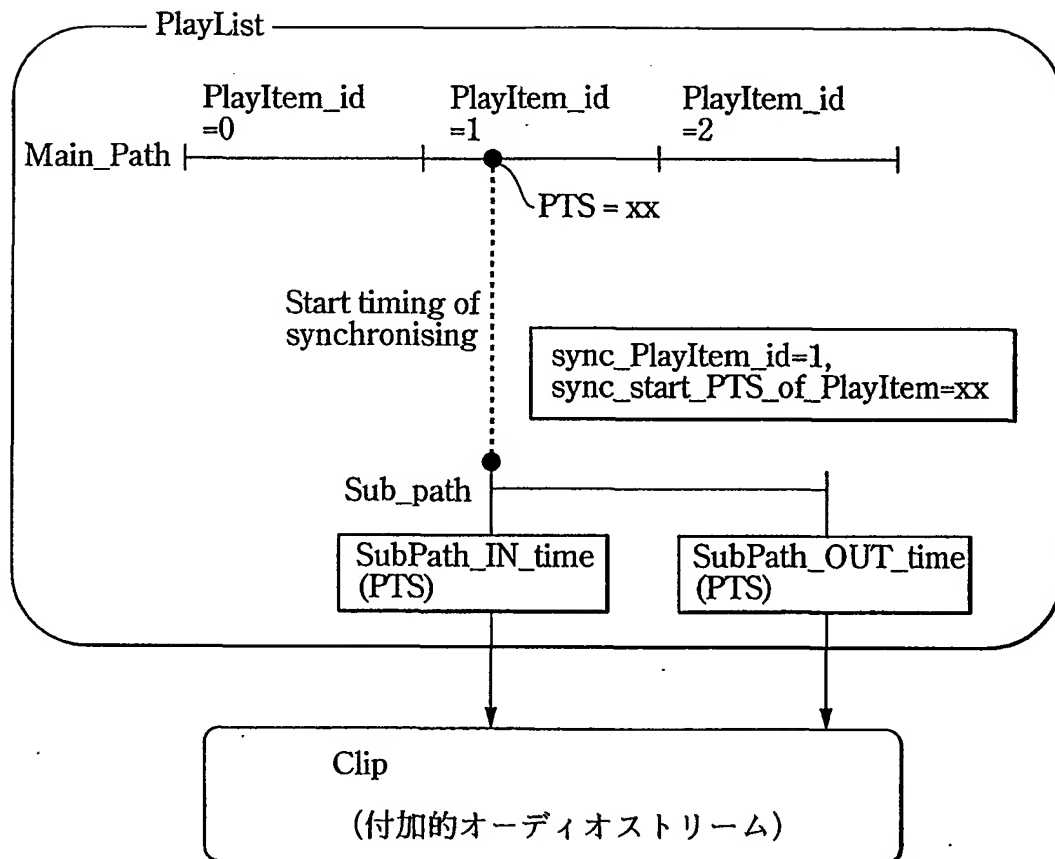 PlayList
PlayItem_id
=0
PlayItem_id
=1
PlayItem_id
=2
Main_Path
PTS = xx
Start timing of
synchronising
sync_PlayItem_id=1,
sync_start_PTS_of_PlayItem=xx
Sub_path
SubPath_IN_time
(PTS)
SubPath_OUT_time
(PTS)
Clip
(付加的オーディオストリーム)